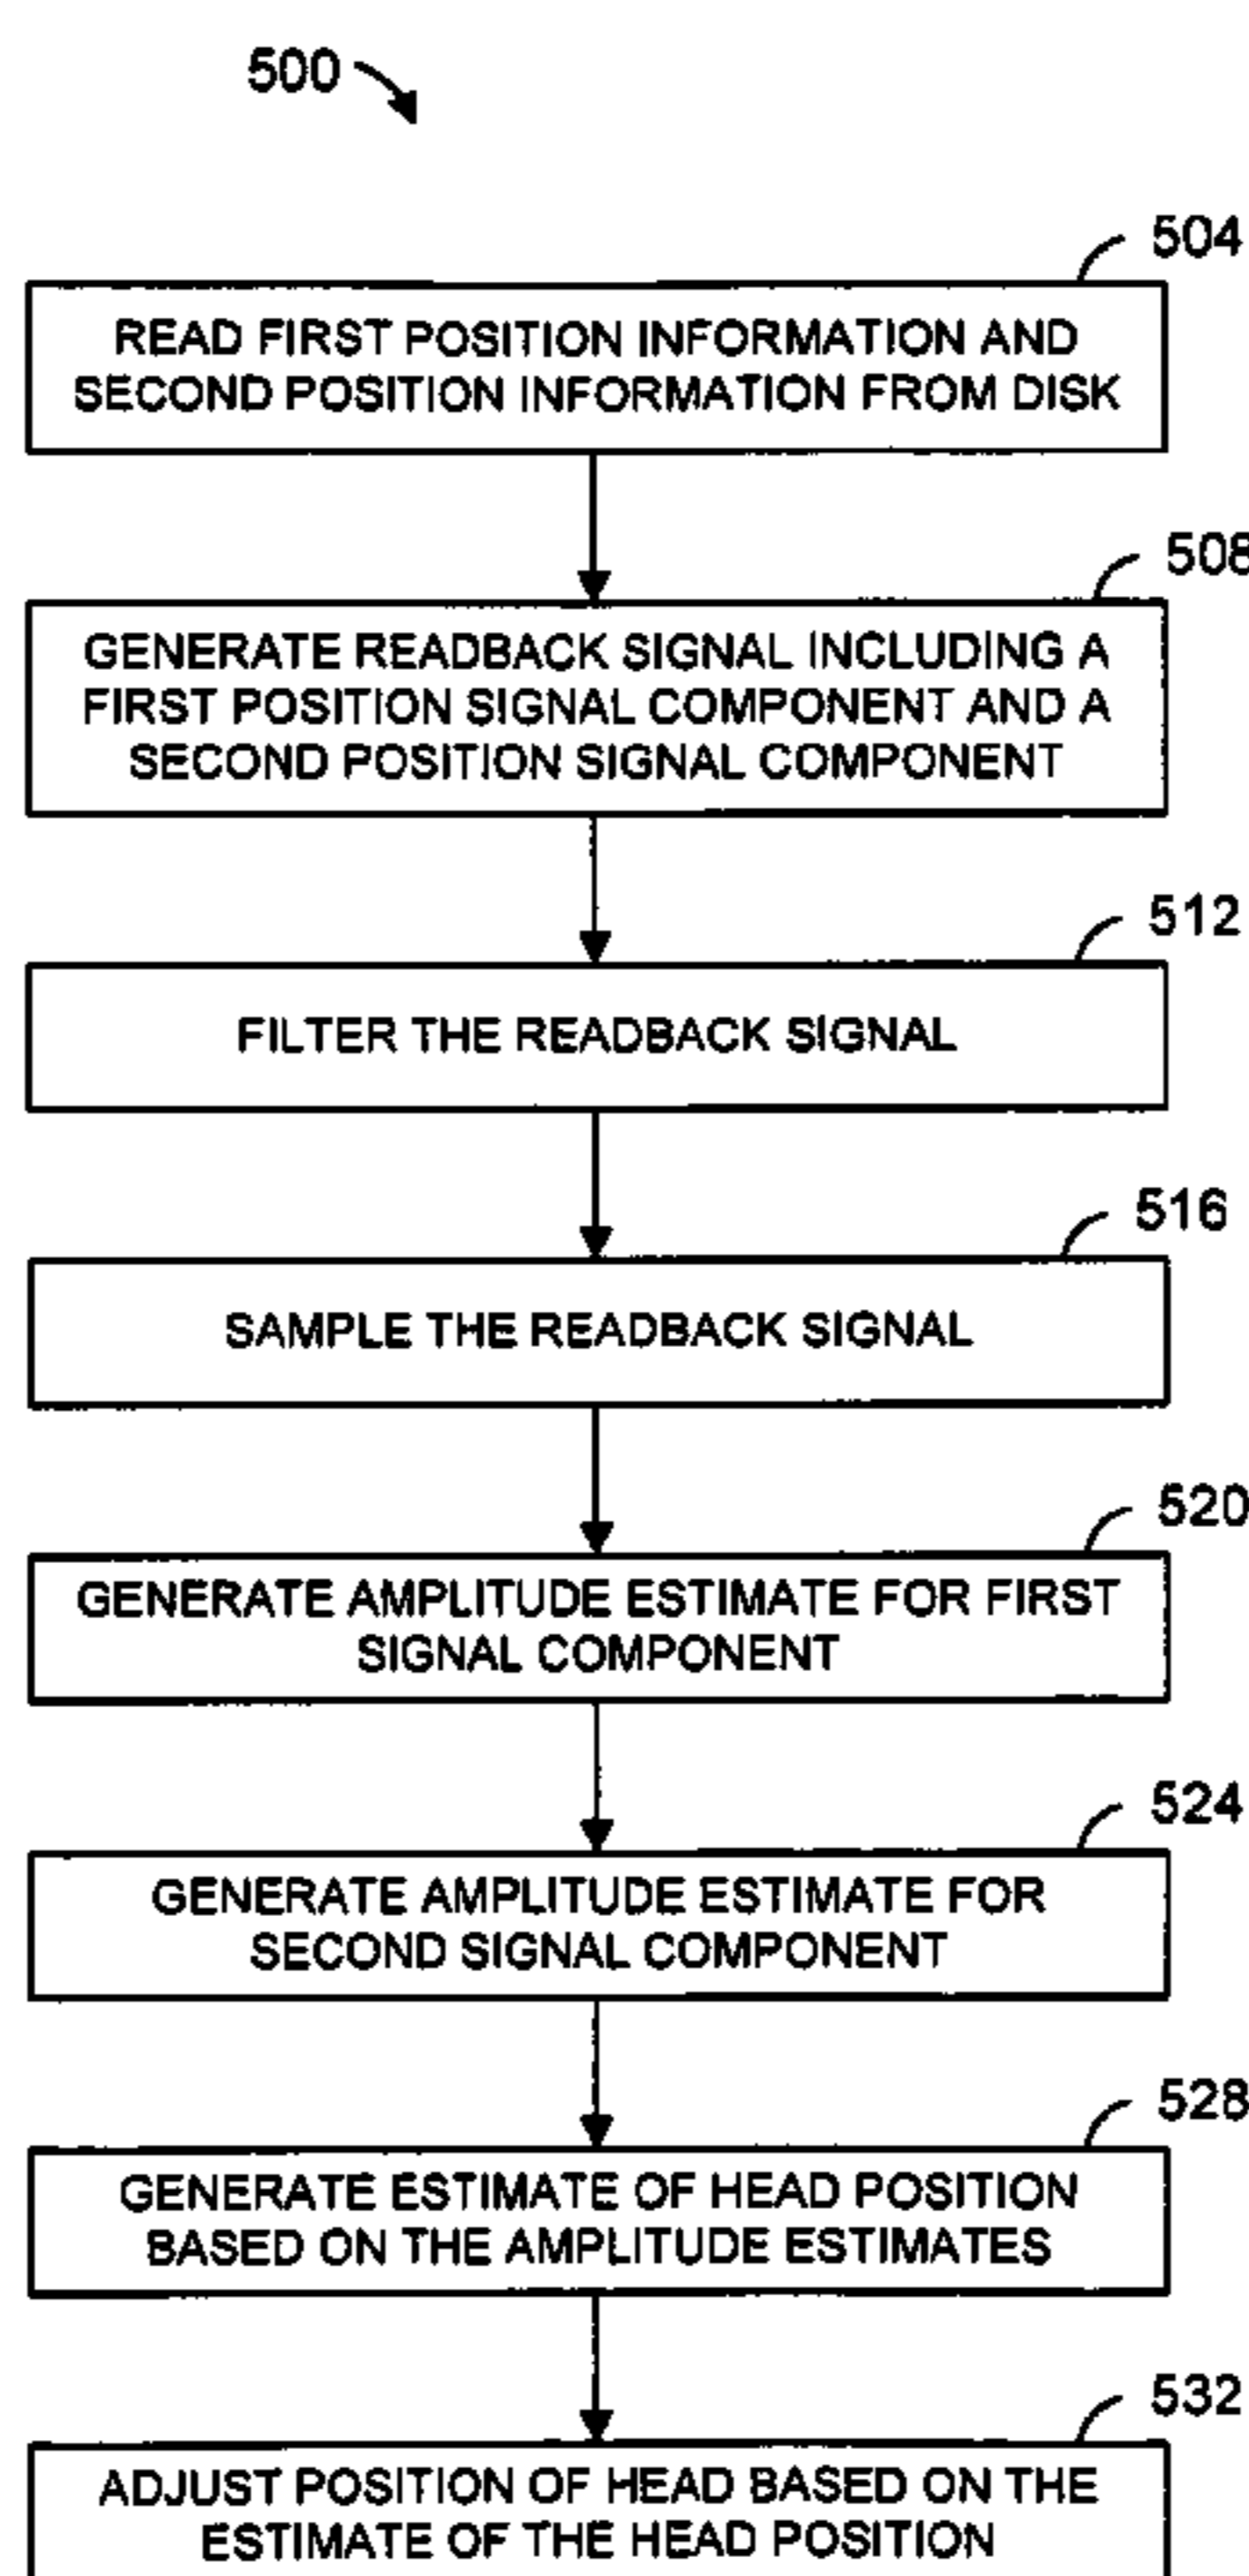 500
504
READ FIRST POSITION INFORMATION AND
SECOND POSITION INFORMATION FROM DISK
508
GENERATE READBACK SIGNAL INCLUDING A
FIRST POSITION SIGNAL COMPONENT AND A
SECOND POSITION SIGNAL COMPONENT
512
FILTER THE READBACK SIGNAL
516
SAMPLE THE READBACK SIGNAL
520
GENERATE AMPLITUDE ESTIMATE FOR FIRST
SIGNAL COMPONENT
524
GENERATE AMPLITUDE ESTIMATE FOR
SECOND SIGNAL COMPONENT
528
GENERATE ESTIMATE OF HEAD POSITION
BASED ON THE AMPLITUDE ESTIMATES
532
ADJUST POSITION OF HEAD BASED ON THE
ESTIMATE OF THE HEAD POSITION